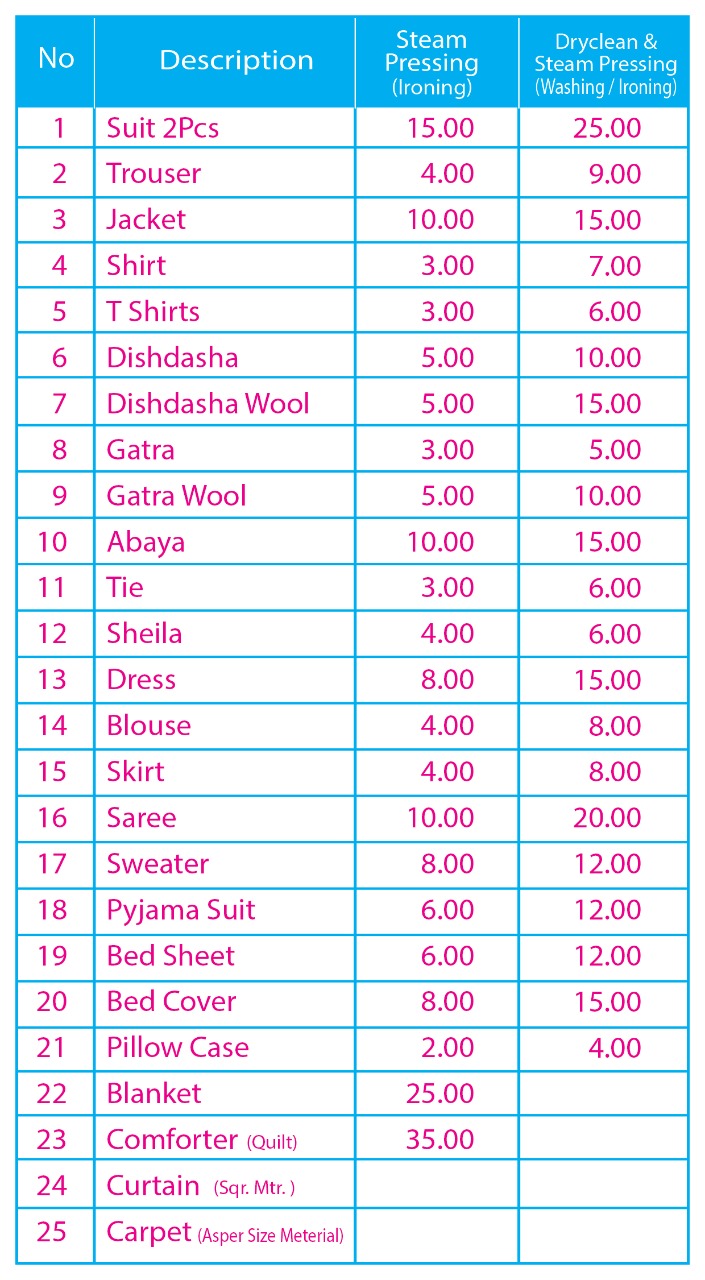 No Description Steam Pressing (Ironing) Dryclean & Steam Pressing (Washing / Ironing)
1 Suit 2Pcs 15.00 25.00
2 Trouser 4.00 9.00
3 Jacket 10.00 15.00
4 Shirt 3.00 7.00
5 T Shirts 3.00 6.00
6 Dishdasha 5.00 10.00
7 Dishdasha Wool 5.00 15.00
8 Gatra 3.00 5.00
9 Gatra Wool 5.00 10.00
10 Abaya 10.00 15.00
11 Tie 3.00 6.00
12 Sheila 4.00 6.00
13 Dress 8.00 15.00
14 Blouse 4.00 8.00
15 Skirt 4.00 8.00
16 Saree 10.00 20.00
17 Sweater 8.00 12.00
18 Pyjama Suit 6.00 12.00
19 Bed Sheet 6.00 12.00
20 Bed Cover 8.00 15.00
21 Pillow Case 2.00 4.00
22 Blanket 25.00
23 Comforter (Quilt) 35.00
24 Curtain (Sqr. Mtr. )
25 Carpet (Asper Size Meterial)